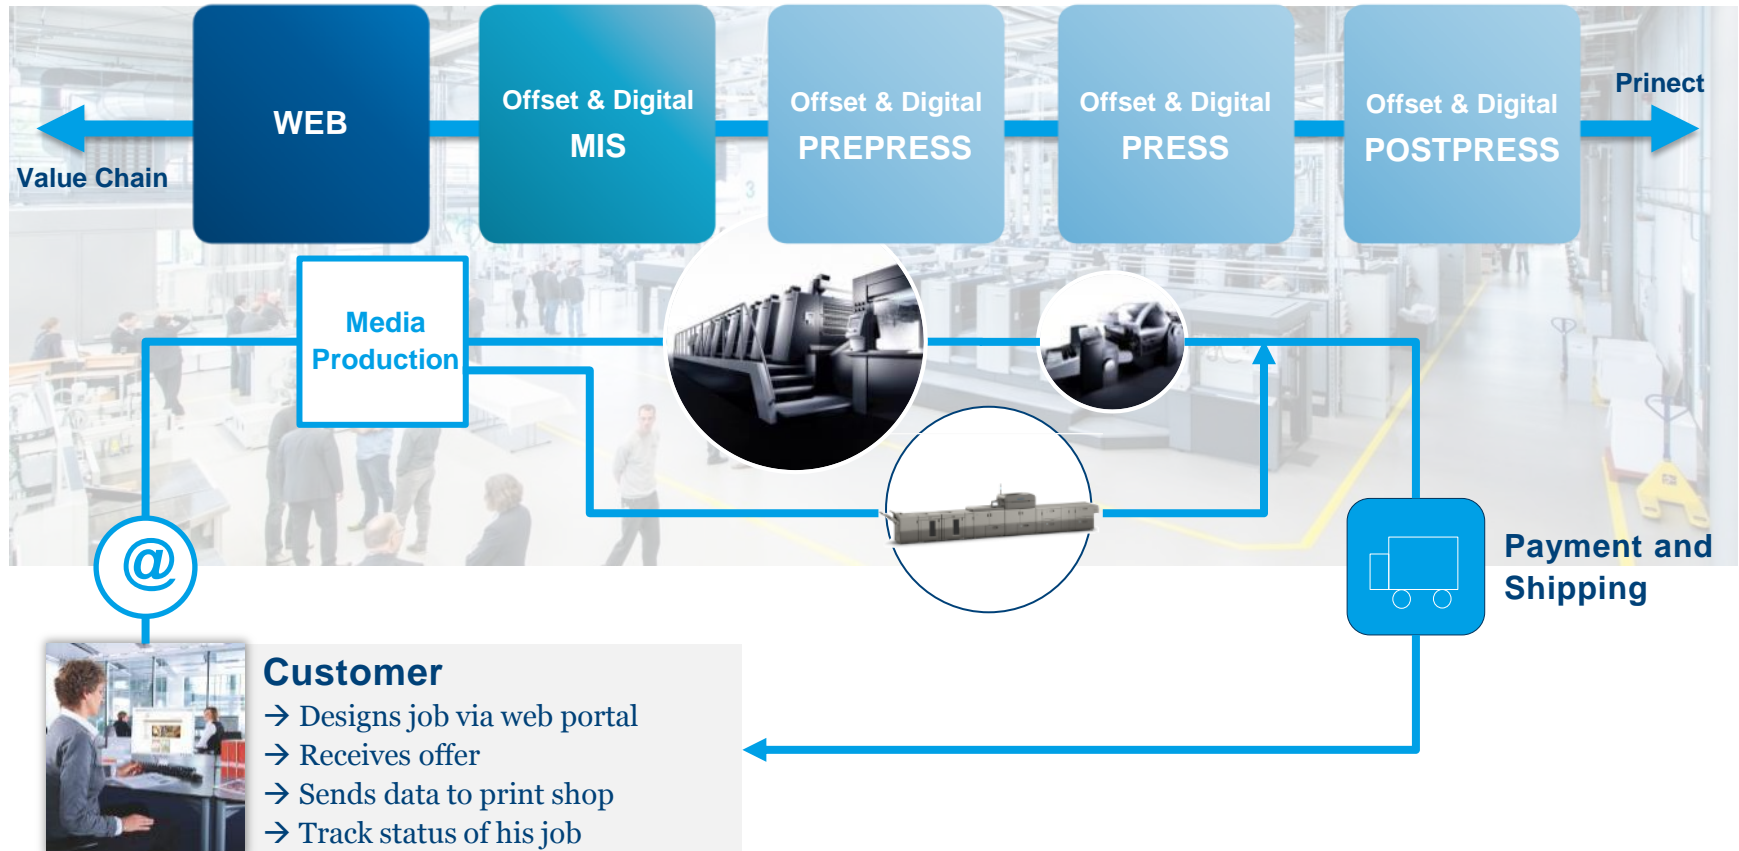 WEB
Offset & Digital
MIS
Offset & Digital
PREPRESS
Offset & Digital
PRESS
Offset & Digital
POSTPRESS
Prinect
Value Chain
3
Media
Production
@
Payment and
Shipping
Customer
→ Designs job via web portal
→ Receives offer
→ Sends data to print shop
→ Track status of his job